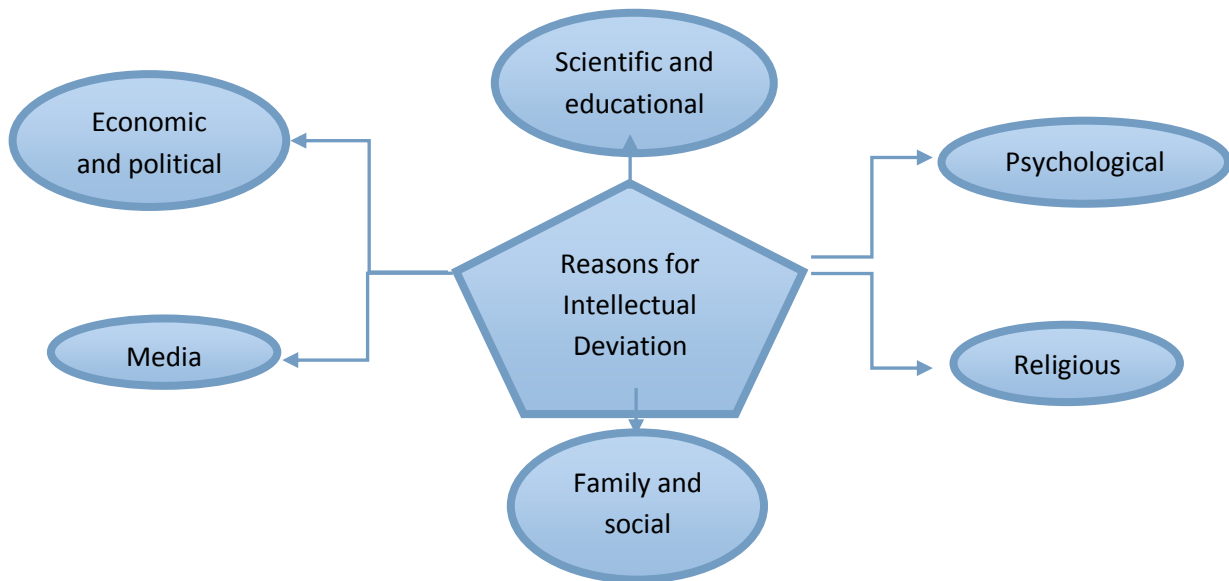 Scientific and
educational
Economic
and political
Psychological
Reasons for
Intellectual
Deviation
Media
Religious
Family and
social